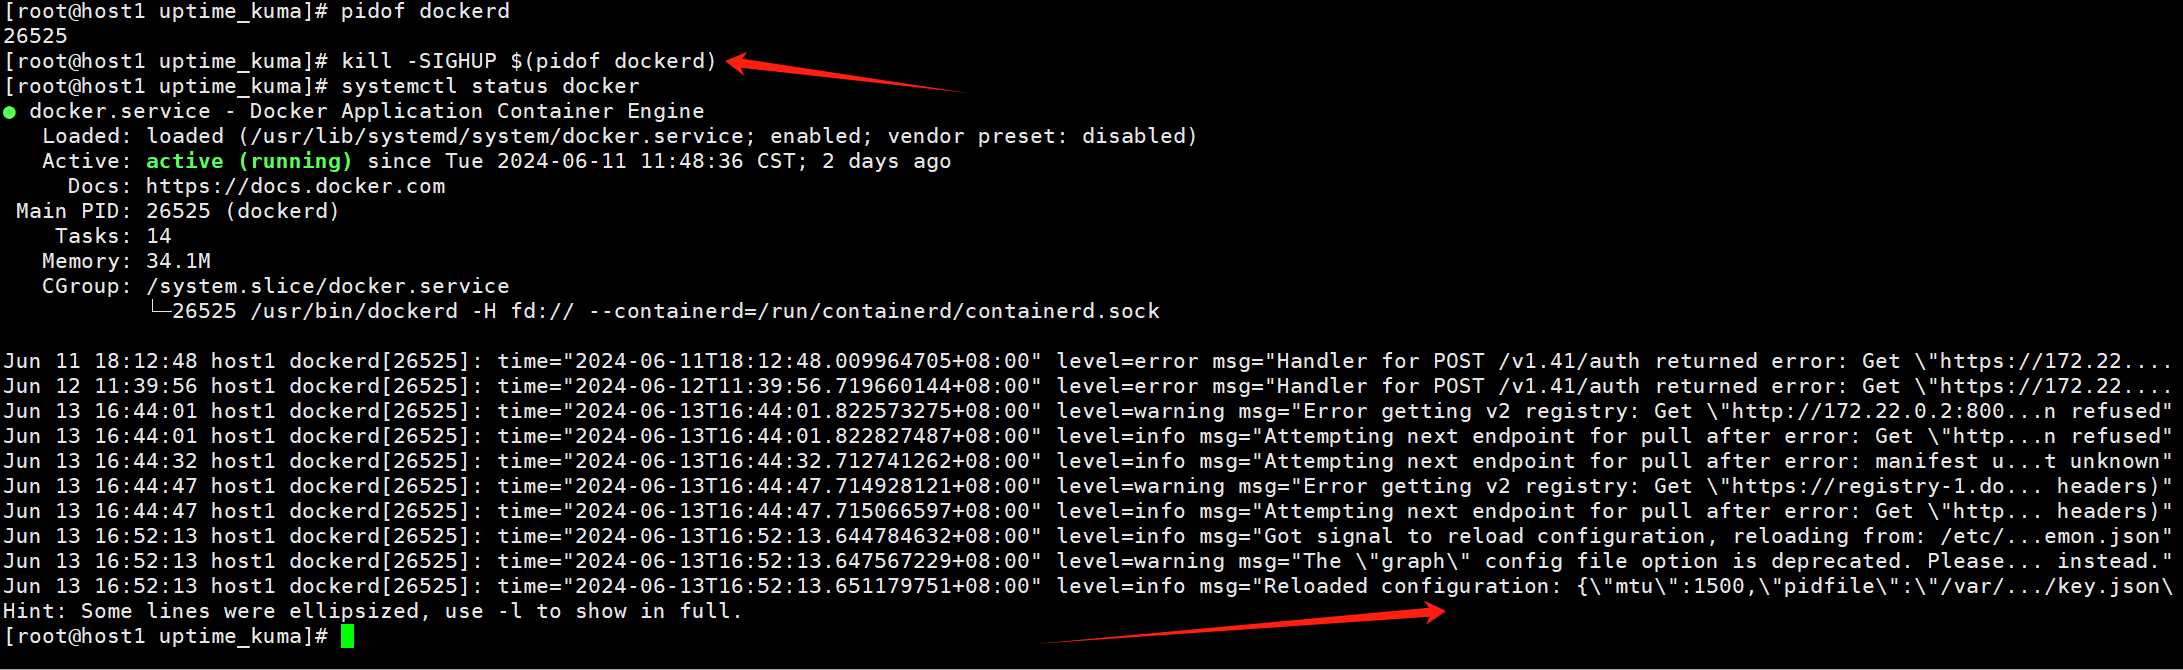 [root@host1 uptime_kuma]# pidof dockerd
26525
[root@host1 uptime_kuma]# kill -SIGHUP $(pidof dockerd)
[root@host1 uptime_kuma]# systemctl status docker
● docker.service - Docker Application Container Engine
   Loaded: loaded (/usr/lib/systemd/system/docker.service; enabled; vendor preset: disabled)
   Active: active (running) since Tue 2024-06-11 11:48:36 CST; 2 days ago
     Docs: https://docs.docker.com
 Main PID: 26525 (dockerd)
    Tasks: 14
   Memory: 34.1M
   CGroup: /system.slice/docker.service
           └─26525 /usr/bin/dockerd -H fd:// --containerd=/run/containerd/containerd.sock
Jun 11 18:12:48 host1 dockerd[26525]: time="2024-06-11T18:12:48.009964705+08:00" level=error msg="Handler for POST /v1.41/auth returned error: Get \"https://172.22....
Jun 12 11:39:56 host1 dockerd[26525]: time="2024-06-12T11:39:56.719660144+08:00" level=error msg="Handler for POST /v1.41/auth returned error: Get \"https://172.22....
Jun 13 16:44:01 host1 dockerd[26525]: time="2024-06-13T16:44:01.822573275+08:00" level=warning msg="Error getting v2 registry: Get \"http://172.22.0.2:800...n refused"
Jun 13 16:44:01 host1 dockerd[26525]: time="2024-06-13T16:44:01.822827487+08:00" level=info msg="Attempting next endpoint for pull after error: Get \"http...n refused"
Jun 13 16:44:32 host1 dockerd[26525]: time="2024-06-13T16:44:32.712741262+08:00" level=info msg="Attempting next endpoint for pull after error: manifest u...t unknown"
Jun 13 16:44:47 host1 dockerd[26525]: time="2024-06-13T16:44:47.714928121+08:00" level=warning msg="Error getting v2 registry: Get \"https://registry-1.do... headers)"
Jun 13 16:44:47 host1 dockerd[26525]: time="2024-06-13T16:44:47.715066597+08:00" level=info msg="Attempting next endpoint for pull after error: Get \"http... headers)"
Jun 13 16:52:13 host1 dockerd[26525]: time="2024-06-13T16:52:13.644784632+08:00" level=info msg="Got signal to reload configuration, reloading from: /etc/...emon.json"
Jun 13 16:52:13 host1 dockerd[26525]: time="2024-06-13T16:52:13.647567229+08:00" level=warning msg="The \"graph\" config file option is deprecated. Please... instead."
Jun 13 16:52:13 host1 dockerd[26525]: time="2024-06-13T16:52:13.651179751+08:00" level=info msg="Reloaded configuration: {\"mtu\":1500,\"pidfile\":\"/var/.../key.json\
Hint: Some lines were ellipsized, use -l to show in full.
[root@host1 uptime_kuma]#